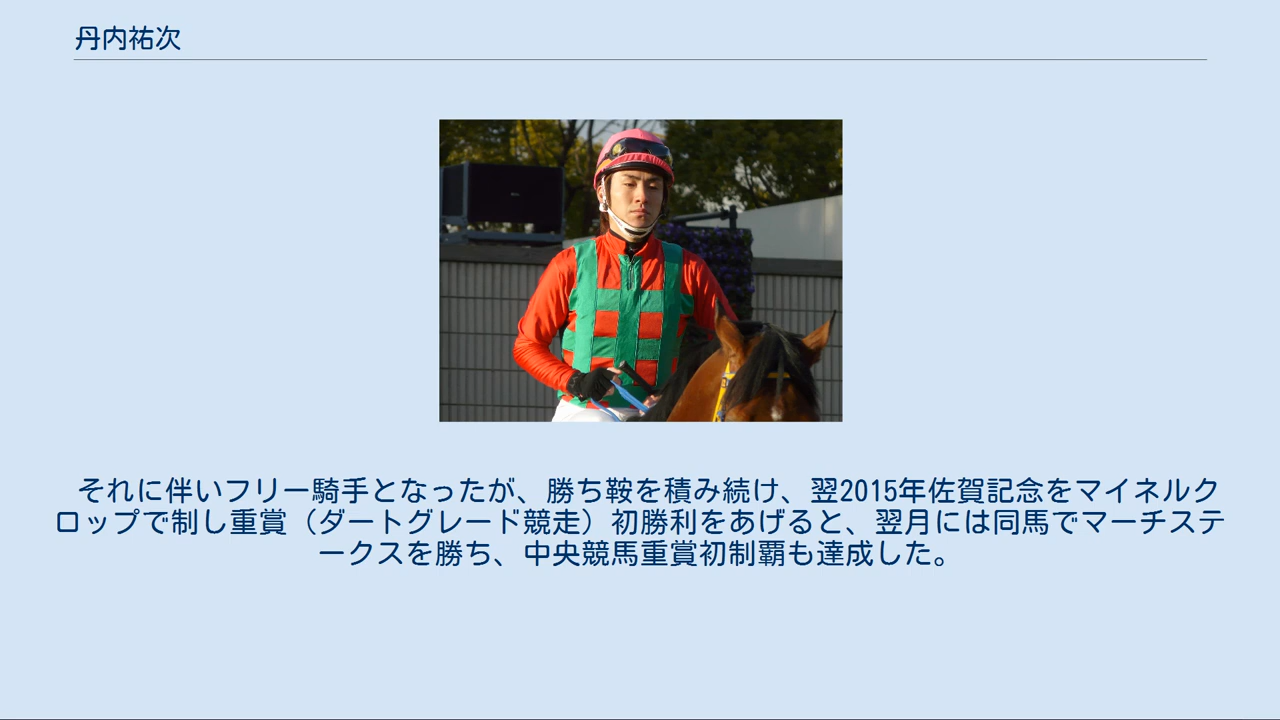 丹内祐次
それに伴いフリー騎手となったが、勝ち鞍を積み続け、翌2015年佐賀記念をマイネルク
ロップで制し重賞（ダートグレード競走）初勝利をあげると、翌月には同馬でマーチステ
ークスを勝ち、中央競馬重賞初制覇も達成した。